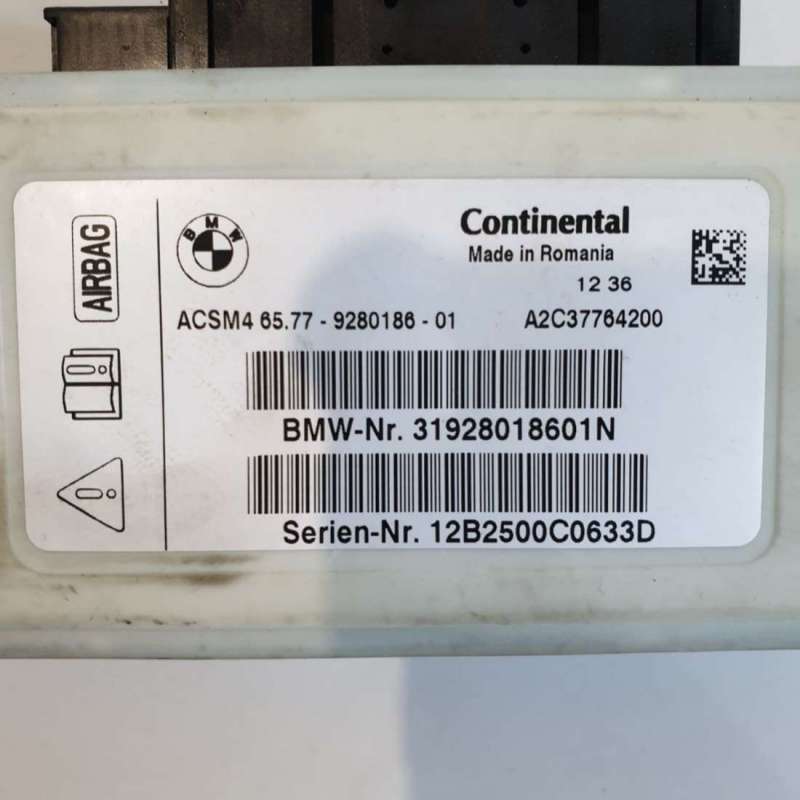 AIRBAG
BMW
Continental
Made in Romania
12 36
ACSM4 65.77 - 9280186 - 01 A2C37764200
BMW-Nr. 31928018601N
Serien-Nr. 12B2500C0633D